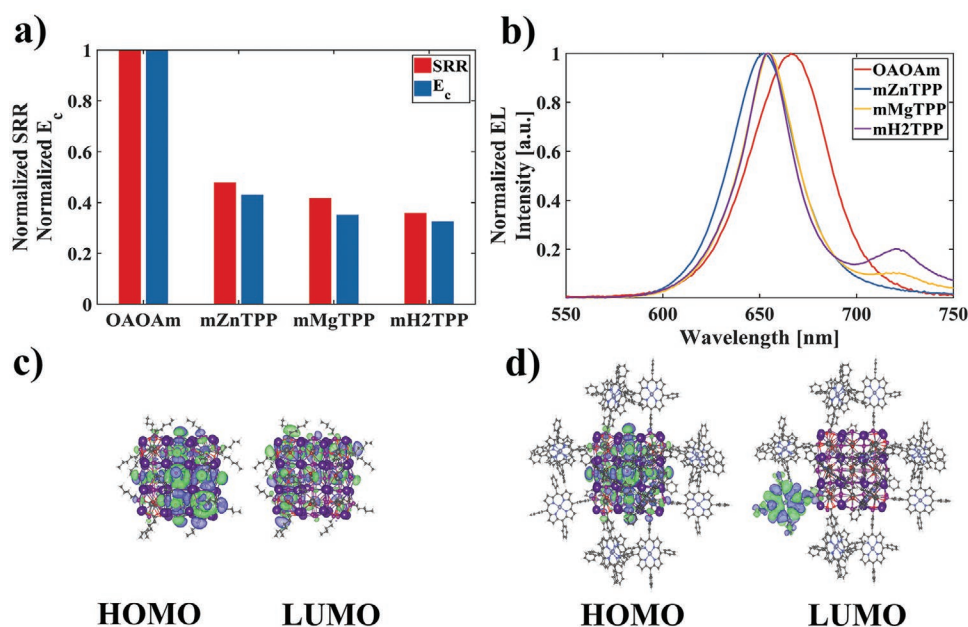 a)
Normalized SRR
Normalized E_c
1
0.8
0.6
0.4
0.2
0
SRR
E_c
OAOAm
mZnTPP
mMgTPP
mH2TPP
b)
Normalized EL
Intensity [a.u.]
1
0.8
0.6
0.4
0.2
OAOAm
mZnTPP
mMgTPP
mH2TPP
550
600
650
700
750
Wavelength [nm]
c)
HOMO
LUMO
d)
HOMO
LUMO